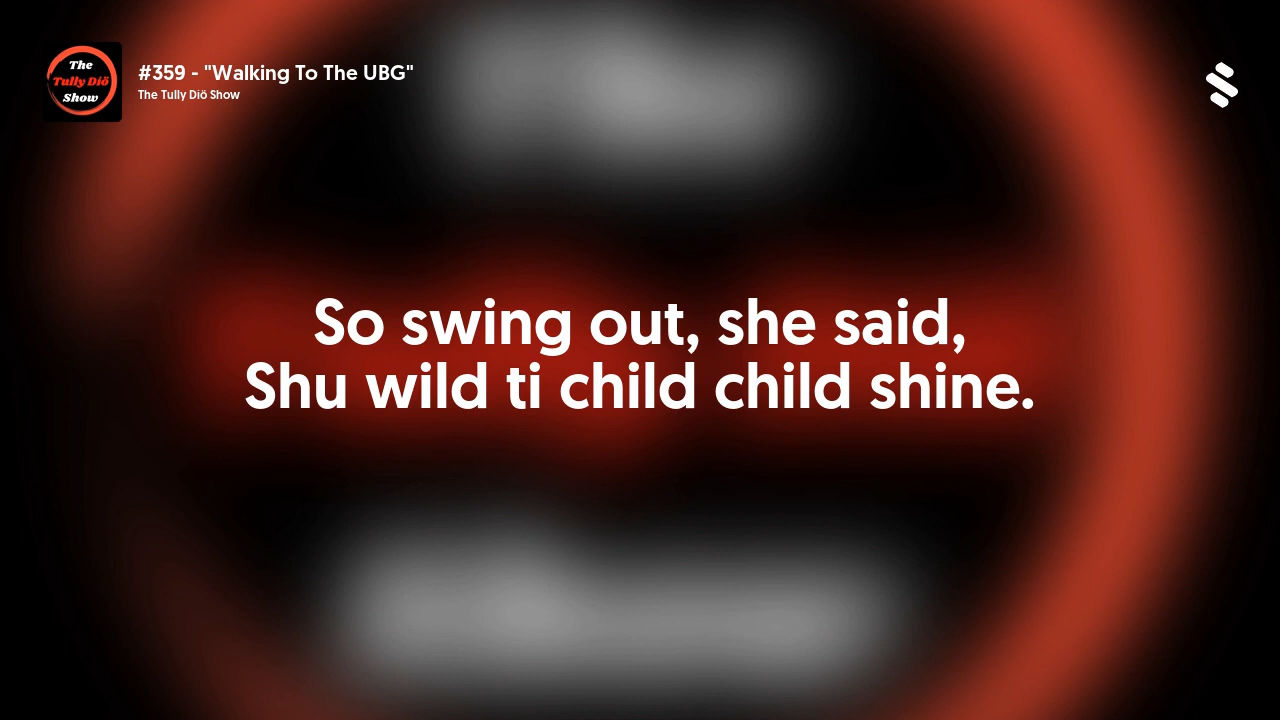 The
Tully Diö
Show
#359 - "Walking To The UBG"
The Tully Diö Show
So swing out, she said,
Shu wild ti child child shine.